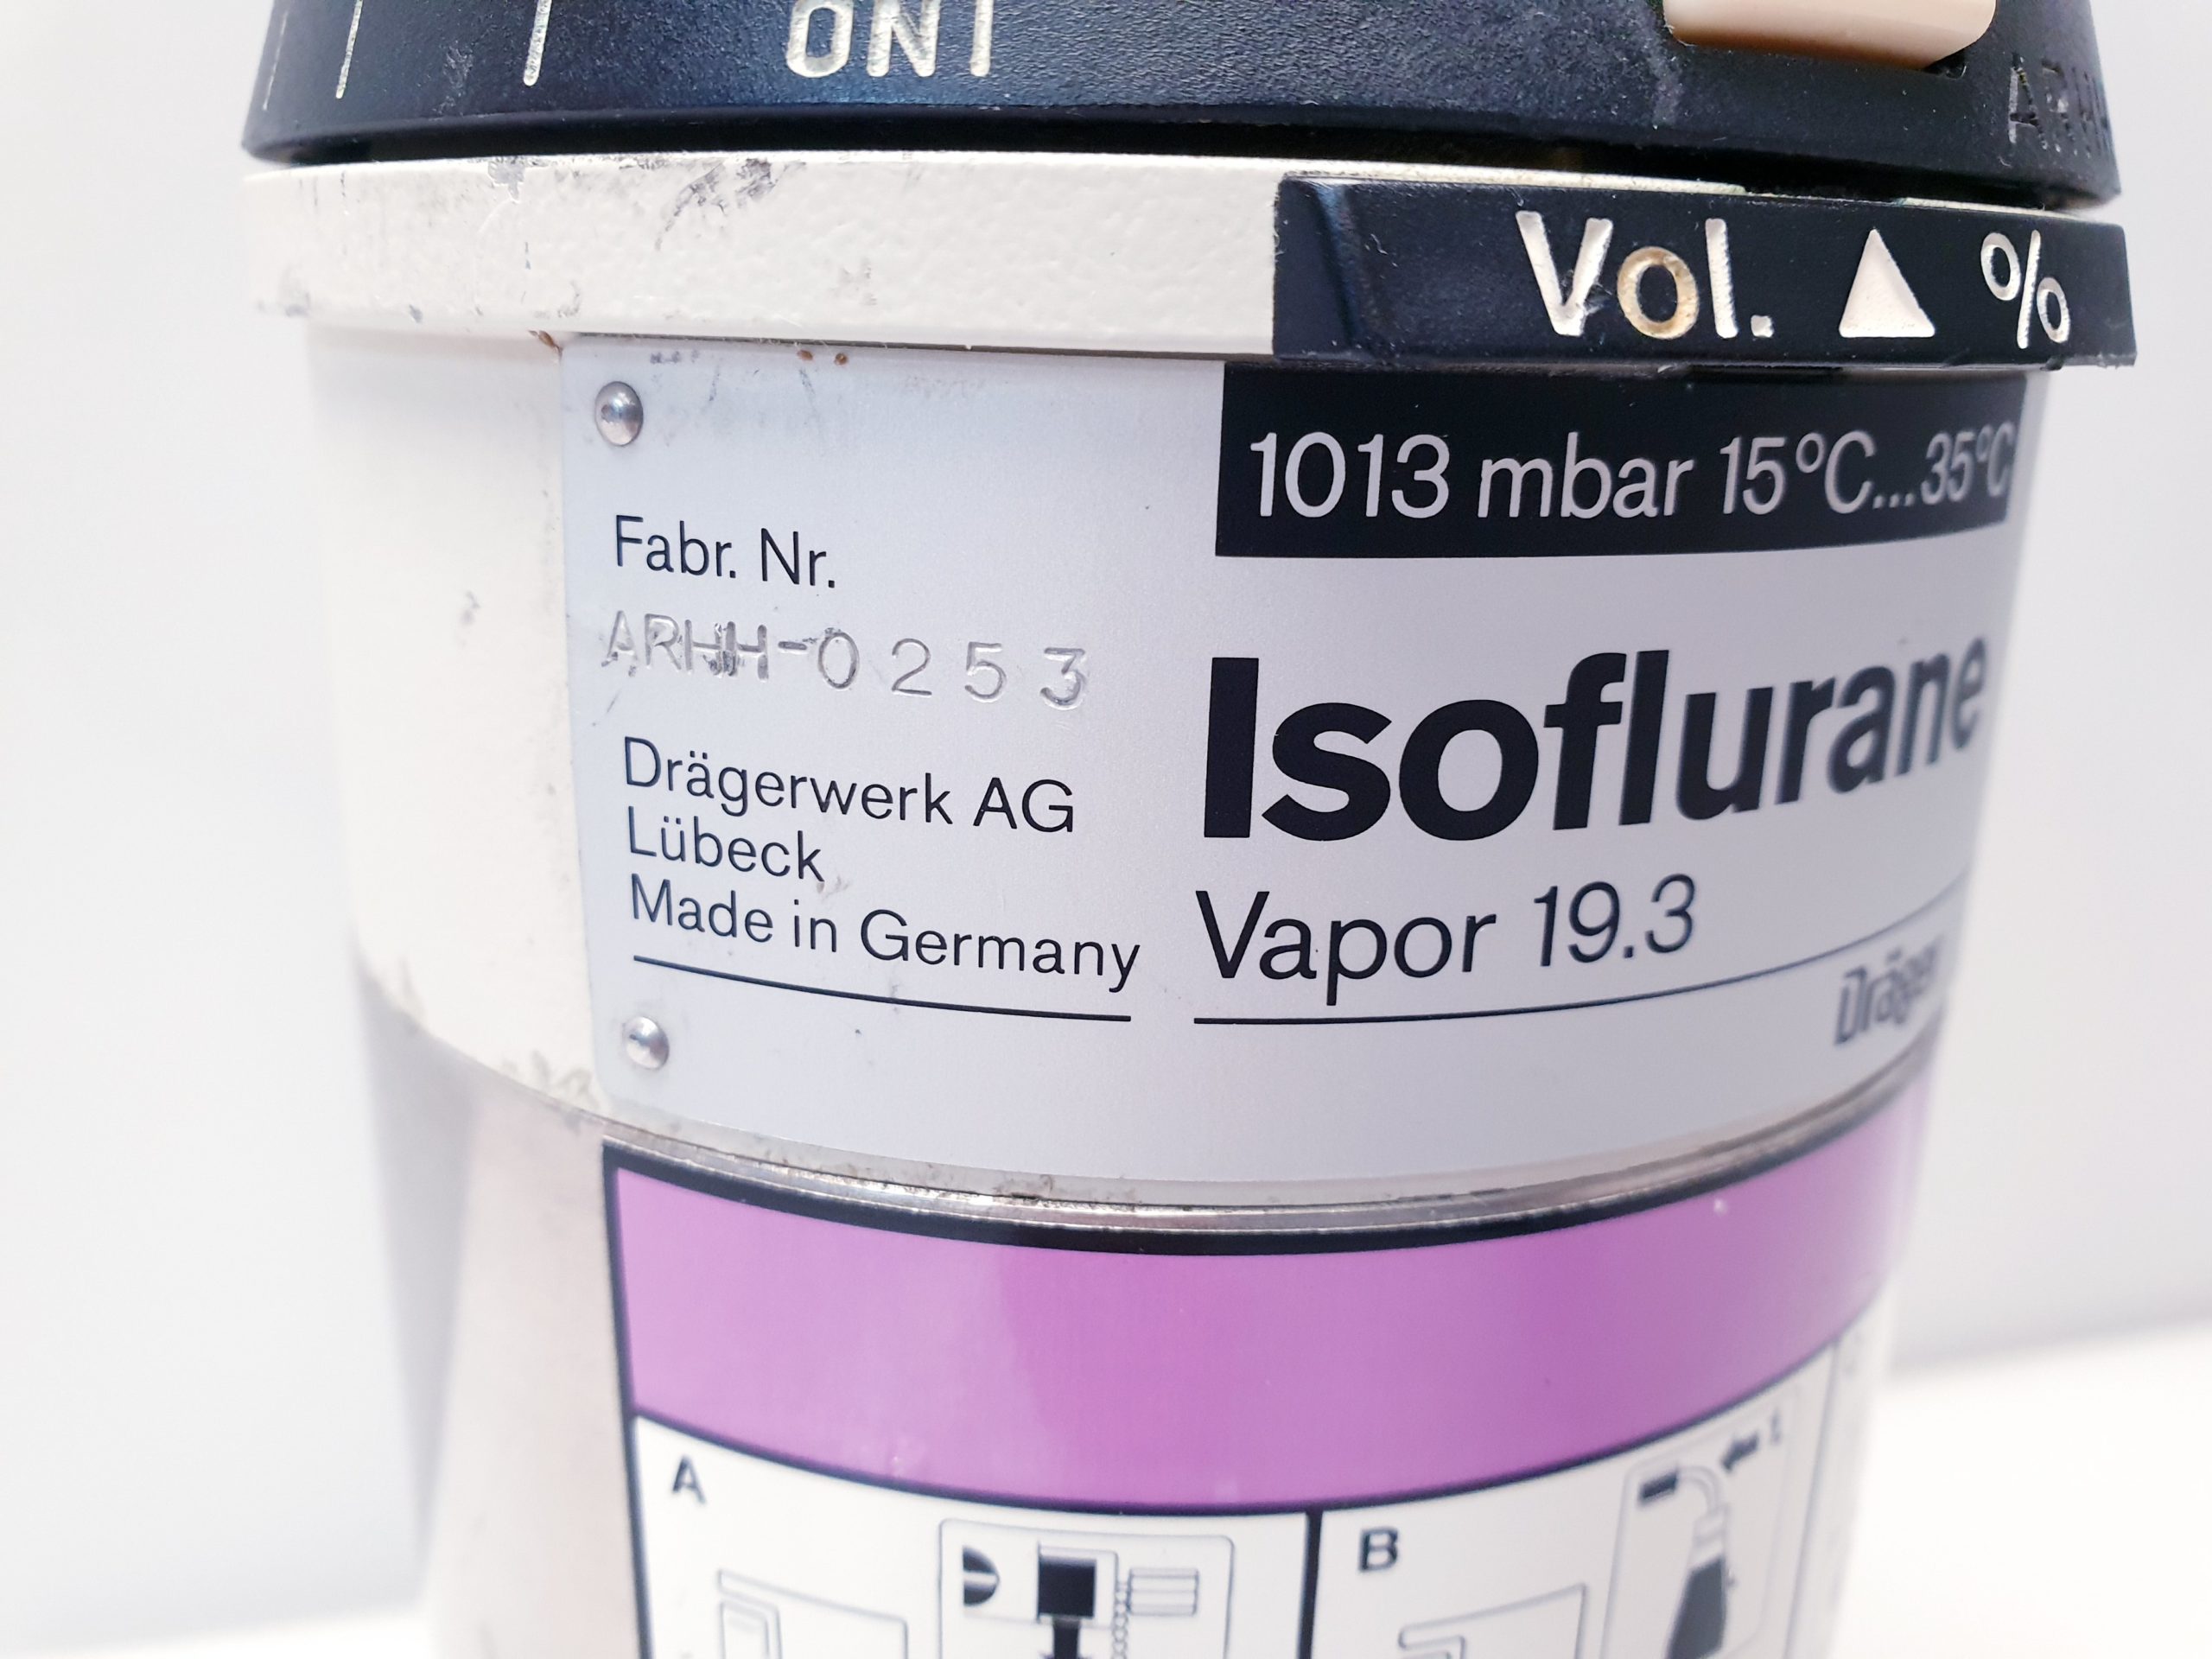 ON
Vol. %
1013 mbar 15°C...35°C
Fabr. Nr.
ARHH-0253
Drägerwerk AG
Lübeck
Made in Germany
Isoflurane
Vapor 19.3
Dräger
A
B